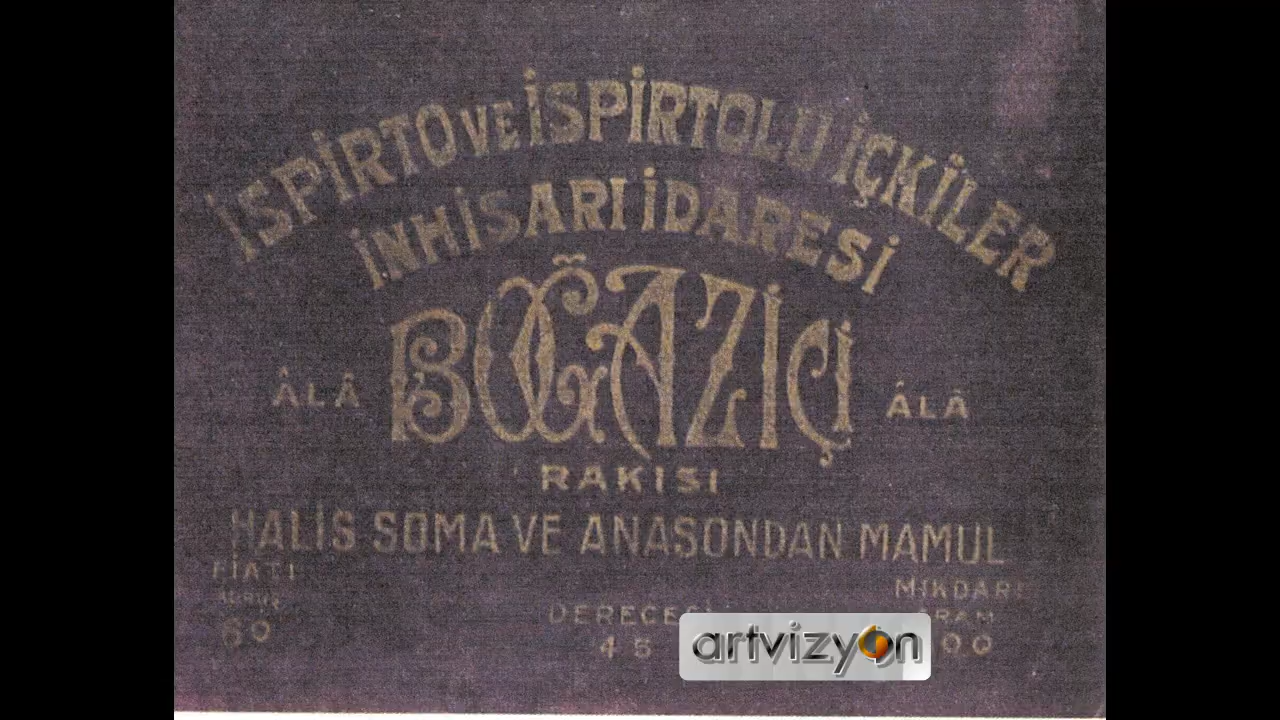 İSPİRTO VE İSPİRTOLU İÇKİLER
İNHİSARI İDARESİ
BOĞAZİÇİ
ÂLÂ ÂLÂ
RAKISI
HALİS SOMA VE ANASONDAN MAMUL
FİATI
60
MİKDARI
DERECESİ
artvizyon